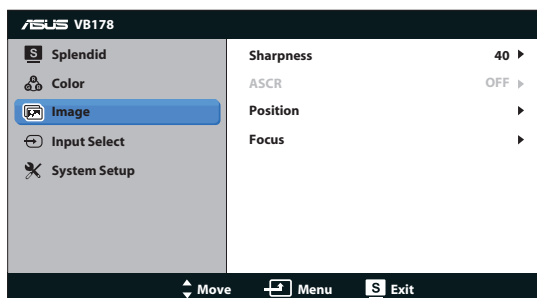 ASUS VB178
S Splendid
Color
Image
Input Select
System Setup
Sharpness 40
ASCR OFF
Position
Focus
Move Menu S Exit